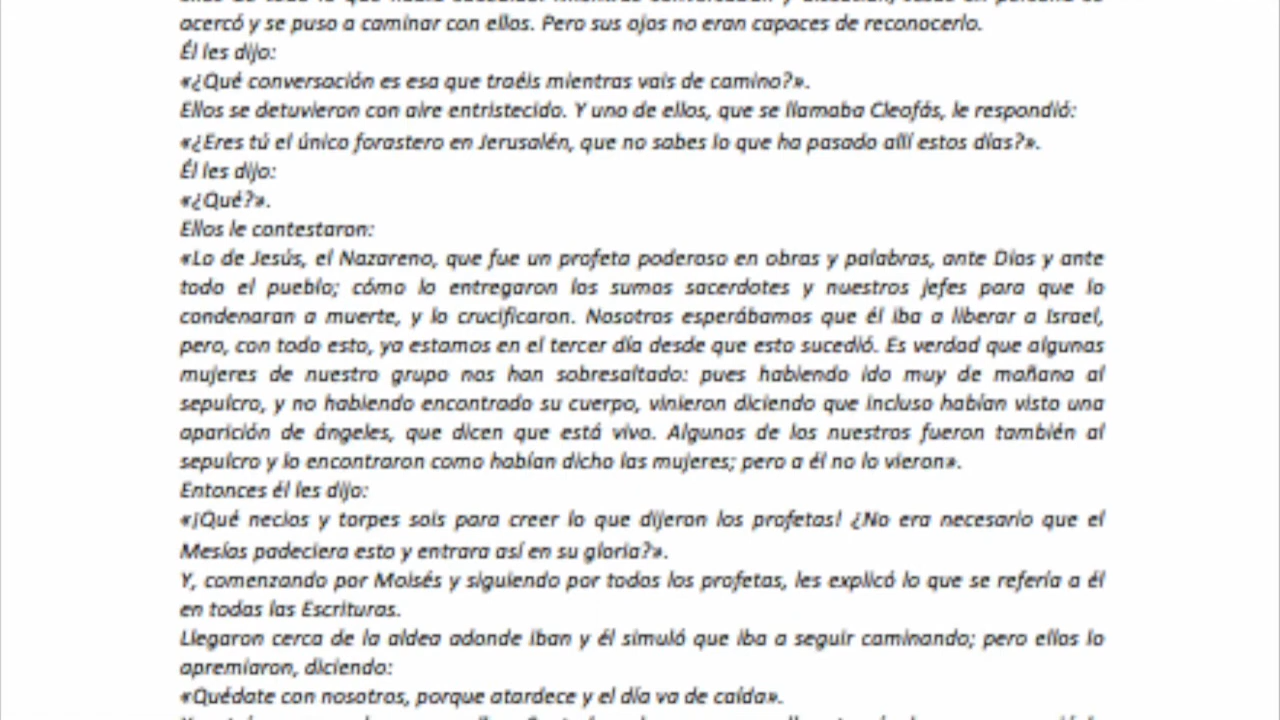 acercó y se puso a caminar con ellos. Pero sus ojos no eran capaces de reconocerlo.
Él les dijo:
«¿Qué conversación es esa que traéis mientras vais de camino?».
Ellos se detuvieron con aire entristecido. Y uno de ellos, que se llamaba Cleofás, le respondió:
«¿Eres tú el único forastero en Jerusalén, que no sabes lo que ha pasado allí estos días?».
Él les dijo:
«¿Qué?».
Ellos le contestaron:
«Lo de Jesús, el Nazareno, que fue un profeta poderoso en obras y palabras, ante Dios y ante
todo el pueblo; cómo lo entregaron los sumos sacerdotes y nuestros jefes para que lo
condenaran a muerte, y lo crucificaron. Nosotros esperábamos que él iba a liberar a Israel,
pero, con todo esto, ya estamos en el tercer día desde que esto sucedió. Es verdad que algunas
mujeres de nuestro grupo nos han sobresaltado: pues habiendo ido muy de mañana al
sepulcro, y no habiendo encontrado su cuerpo, vinieron diciendo que incluso habían visto una
aparición de ángeles, que dicen que está vivo. Algunos de los nuestros fueron también al
sepulcro y lo encontraron como habían dicho las mujeres; pero a él no lo vieron».
Entonces él les dijo:
«¡Qué necios y torpes sois para creer lo que dijeron los profetas! ¿No era necesario que el
Mesías padeciera esto y entrara así en su gloria?».
Y, comenzando por Moisés y siguiendo por todos los profetas, les explicó lo que se refería a él
en todas las Escrituras.
Llegaron cerca de la aldea adonde iban y él simuló que iba a seguir caminando; pero ellos lo
apremiaron, diciendo:
«Quédate con nosotros, porque atardece y el día va de caída».